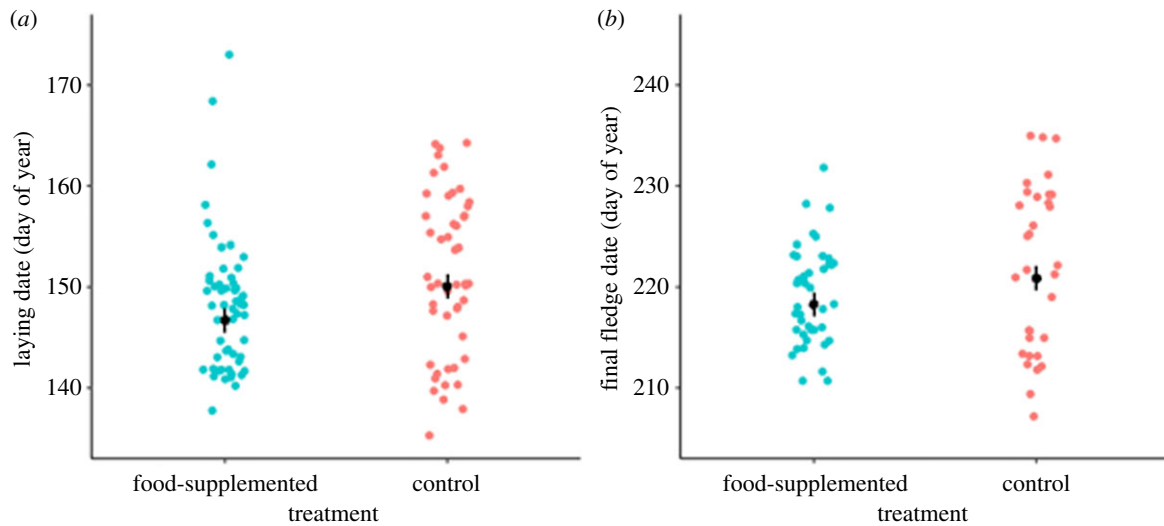 (a)
laying date (day of year)
170
160
150
140
food-supplemented control
treatment
(b)
final fledge date (day of year)
240
230
220
210
food-supplemented control
treatment